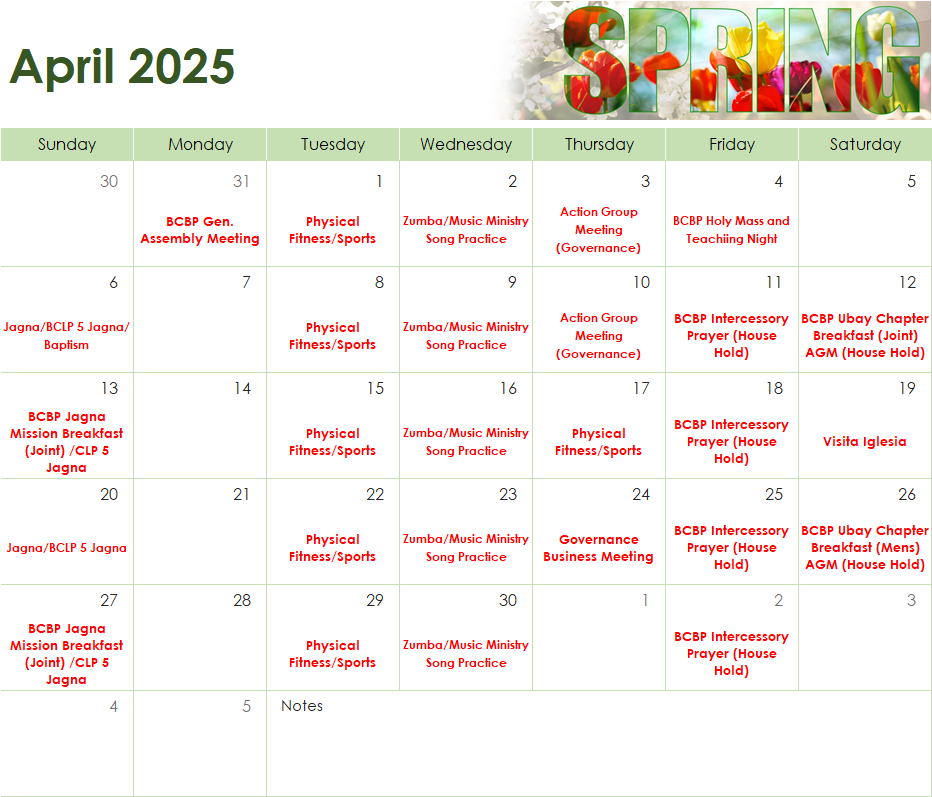 April 2025
SPRING
Sunday Monday Tuesday Wednesday Thursday Friday Saturday
30
31
BCBP Gen.
Assembly Meeting
1
Physical
Fitness/Sports
2
Zumba/Music Ministry
Song Practice
3
Action Group
Meeting
(Governance)
4
BCBP Holy Mass and
Teachiing Night
5
6
Jagna/BCLP 5 Jagna/
Baptism
7
8
Physical
Fitness/Sports
9
Zumba/Music Ministry
Song Practice
10
Action Group
Meeting
(Governance)
11
BCBP Intercessory
Prayer (House
Hold)
12
BCBP Ubay Chapter
Breakfast (Joint)
AGM (House Hold)
13
BCBP Jagna
Mission Breakfast
(Joint) /CLP 5
Jagna
14
15
Physical
Fitness/Sports
16
Zumba/Music Ministry
Song Practice
17
Physical
Fitness/Sports
18
BCBP Intercessory
Prayer (House
Hold)
19
Visita Iglesia
20
Jagna/BCLP 5 Jagna
21
22
Physical
Fitness/Sports
23
Zumba/Music Ministry
Song Practice
24
Governance
Business Meeting
25
BCBP Intercessory
Prayer (House
Hold)
26
BCBP Ubay Chapter
Breakfast (Mens)
AGM (House Hold)
27
BCBP Jagna
Mission Breakfast
(Joint) /CLP 5
Jagna
28
29
Physical
Fitness/Sports
30
Zumba/Music Ministry
Song Practice
1
2
BCBP Intercessory
Prayer (House
Hold)
3
4
5
Notes